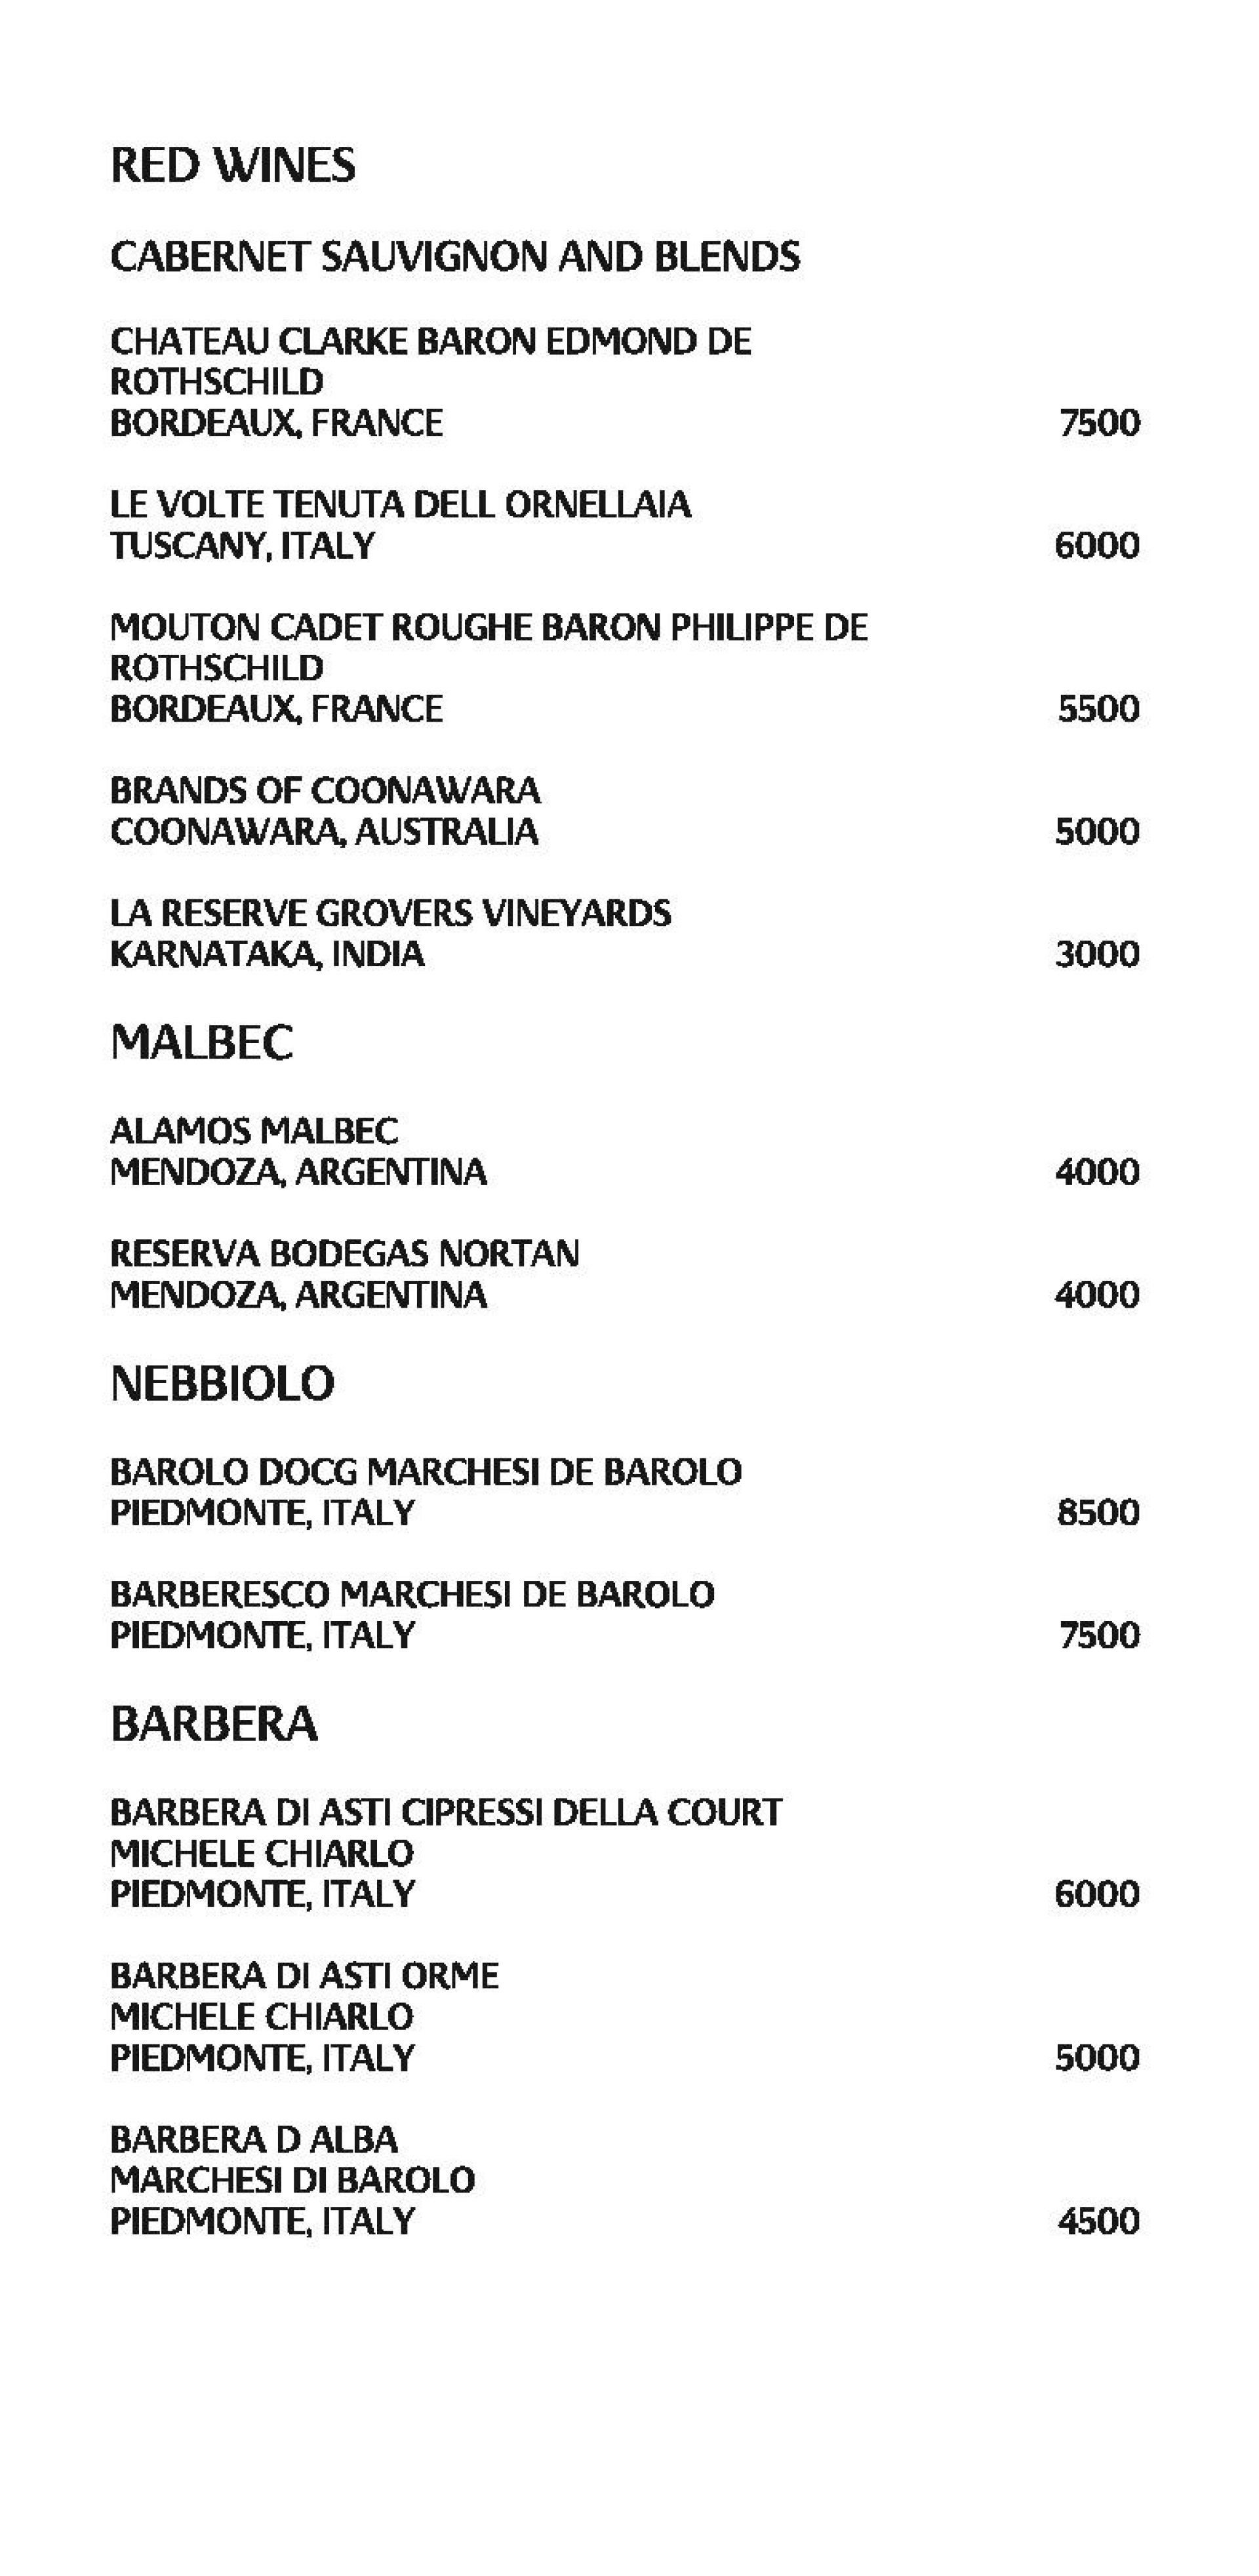 RED WINES
CABERNET SAUVIGNON AND BLENDS
CHATEAU CLARKE BARON EDMOND DE
ROTHSCHILD
BORDEAUX, FRANCE 7500
LE VOLTE TENUTA DELL ORNELLAIA
TUSCANY, ITALY 6000
MOUTON CADET ROUGHE BARON PHILIPPE DE
ROTHSCHILD
BORDEAUX, FRANCE 5500
BRANDS OF COONAWARA
COONAWARA, AUSTRALIA 5000
LA RESERVE GROVERS VINEYARDS
KARNATAKA, INDIA 3000
MALBEC
ALAMOS MALBEC
MENDOZA, ARGENTINA 4000
RESERVA BODEGAS NORTAN
MENDOZA, ARGENTINA 4000
NEBBIOLO
BAROLO DOCG MARCHESI DE BAROLO
PIEDMONTE, ITALY 8500
BARBERESCO MARCHESI DE BAROLO
PIEDMONTE, ITALY 7500
BARBERA
BARBERA DI ASTI CIPRESSI DELLA COURT
MICHELE CHIARLO
PIEDMONTE, ITALY 6000
BARBERA DI ASTI ORME
MICHELE CHIARLO
PIEDMONTE, ITALY 5000
BARBERA D ALBA
MARCHESI DI BAROLO
PIEDMONTE, ITALY 4500